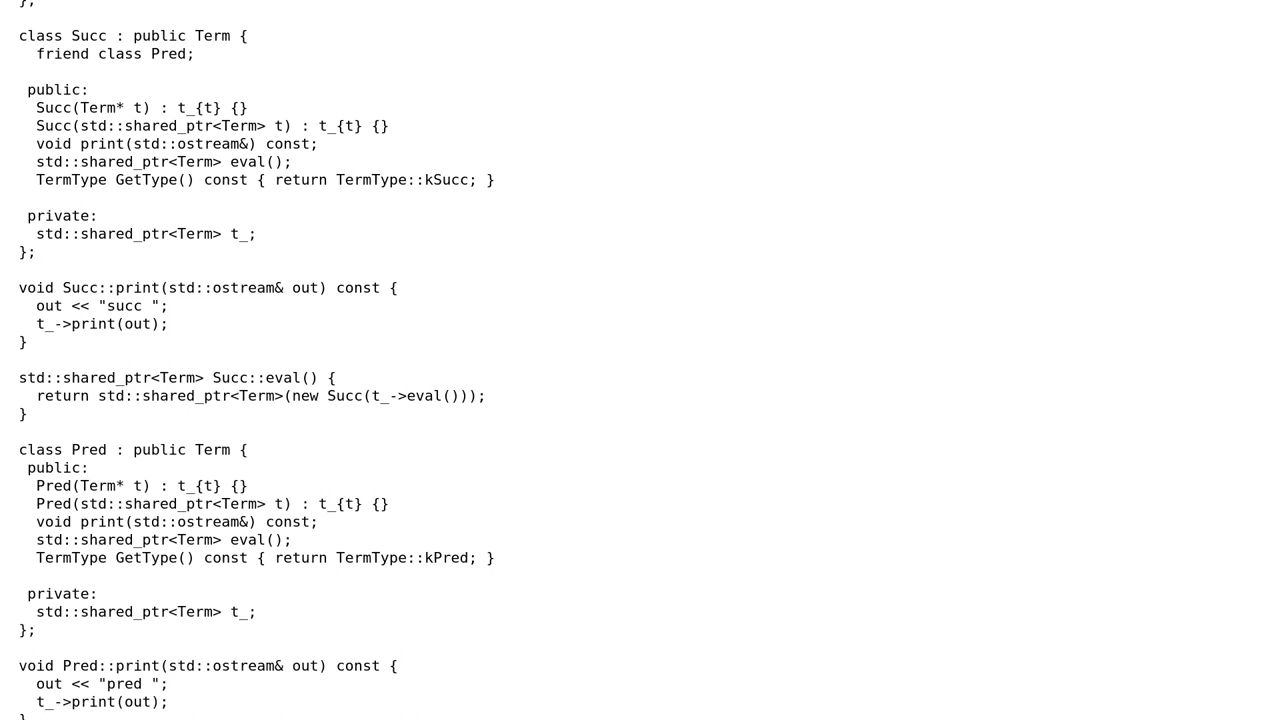 };

class Succ : public Term {
  friend class Pred;

 public:
  Succ(Term* t) : t_{t} {}
  Succ(std::shared_ptr<Term> t) : t_{t} {}
  void print(std::ostream&) const;
  std::shared_ptr<Term> eval();
  TermType GetType() const { return TermType::kSucc; }

 private:
  std::shared_ptr<Term> t_;
};

void Succ::print(std::ostream& out) const {
  out << "succ ";
  t_->print(out);
}

std::shared_ptr<Term> Succ::eval() {
  return std::shared_ptr<Term>(new Succ(t_->eval()));
}

class Pred : public Term {
 public:
  Pred(Term* t) : t_{t} {}
  Pred(std::shared_ptr<Term> t) : t_{t} {}
  void print(std::ostream&) const;
  std::shared_ptr<Term> eval();
  TermType GetType() const { return TermType::kPred; }

 private:
  std::shared_ptr<Term> t_;
};

void Pred::print(std::ostream& out) const {
  out << "pred ";
  t_->print(out);
}